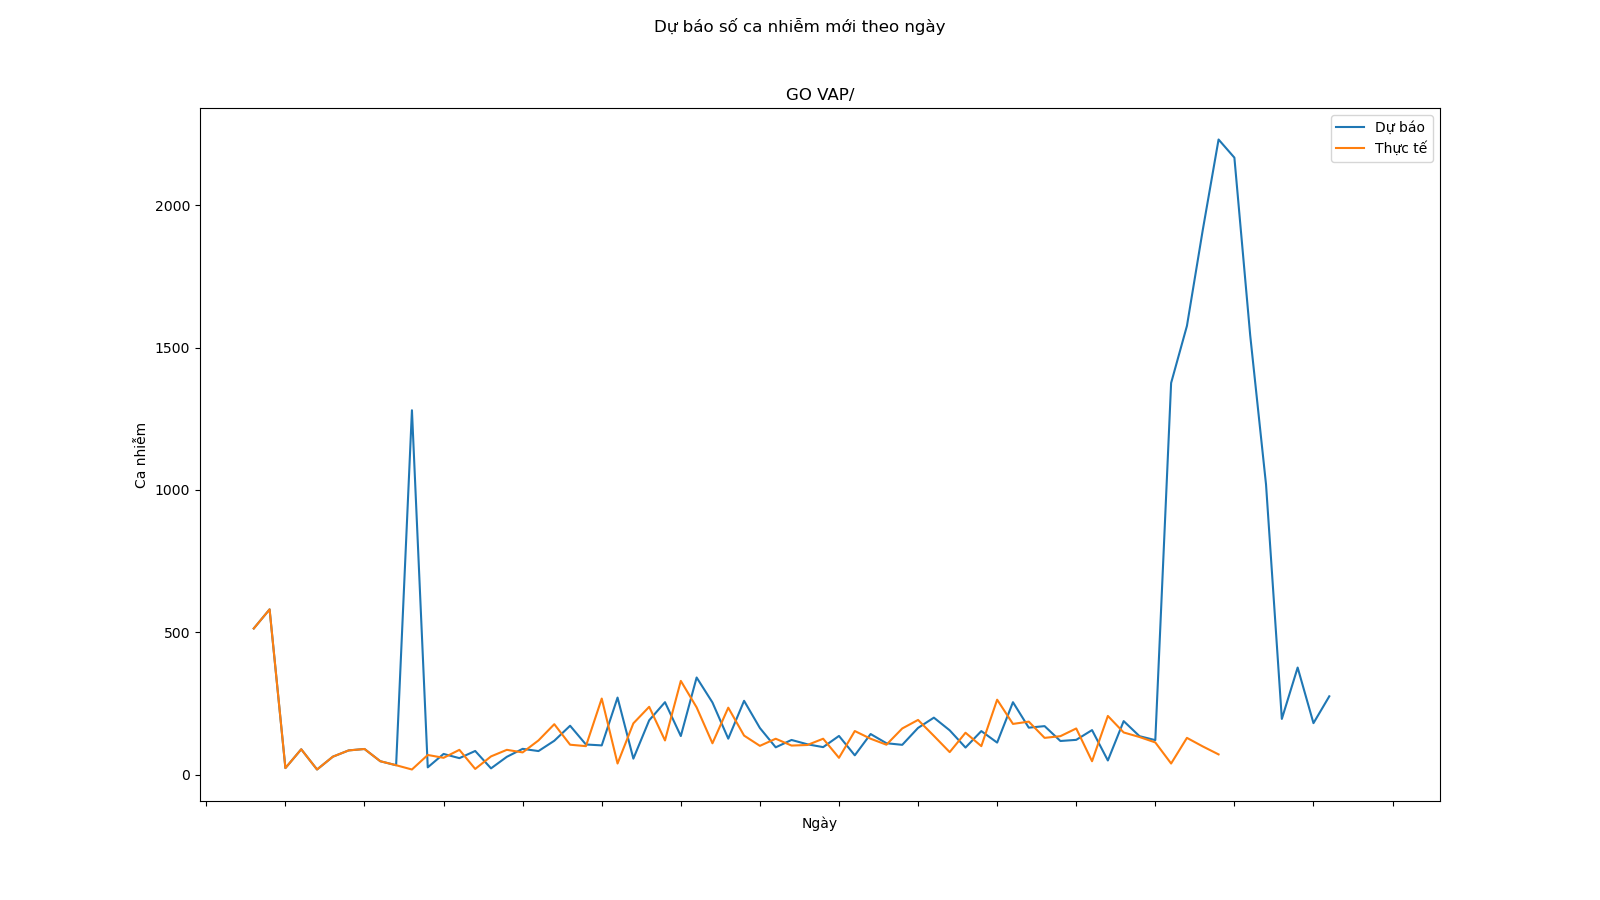 Dự báo số ca nhiễm mới theo ngày
GO VAP/
Dự báo
Thực tế
2000
1500
1000
500
0
Ca nhiễm
Ngày